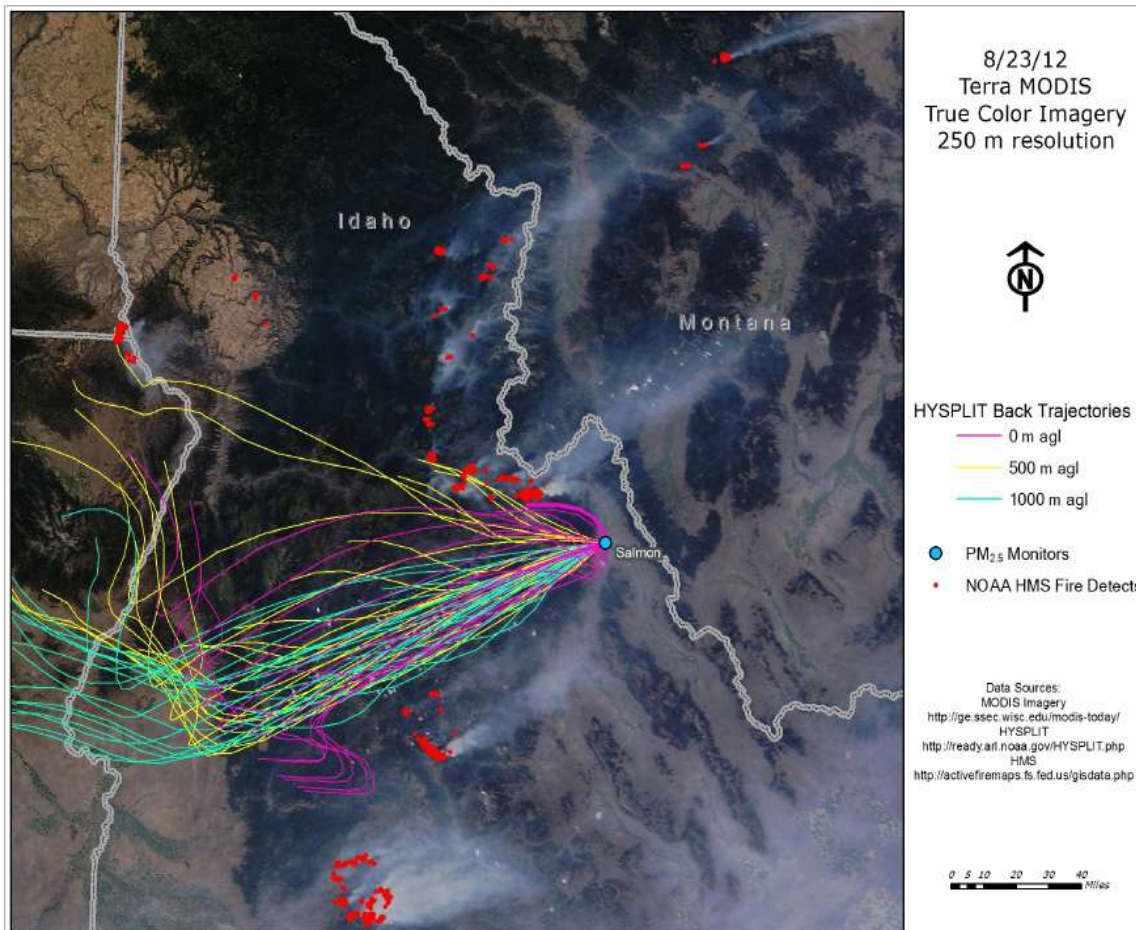 8/23/12
Terra MODIS
True Color Imagery
250 m resolution
N
Idaho
Montana
Salmon
HYSPLIT Back Trajectories
0 m agl
500 m agl
1000 m agl
PM2.5 Monitors
NOAA HMS Fire Detects
Data Sources:
MODIS Imagery
http://ge.ssec.wisc.edu/modis-today/
HYSPLIT
http://ready.arl.noaa.gov/HYSPLIT.php
HMS
http://activefiremaps.fs.fed.us/gisdata.php
0 5 10 20 30 40
Miles